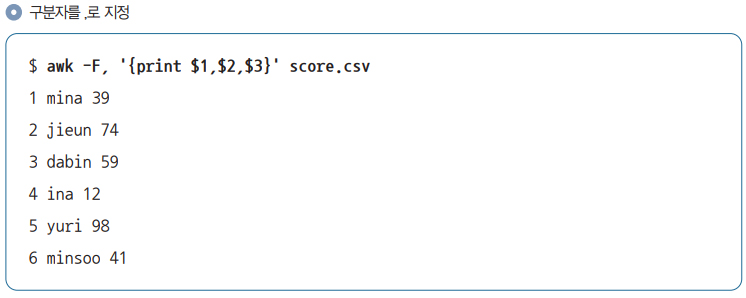 구분자를 ,로 지정
$ awk -F, '{print $1,$2,$3}' score.csv
1 mina 39
2 jieun 74
3 dabin 59
4 ina 12
5 yuri 98
6 minsoo 41